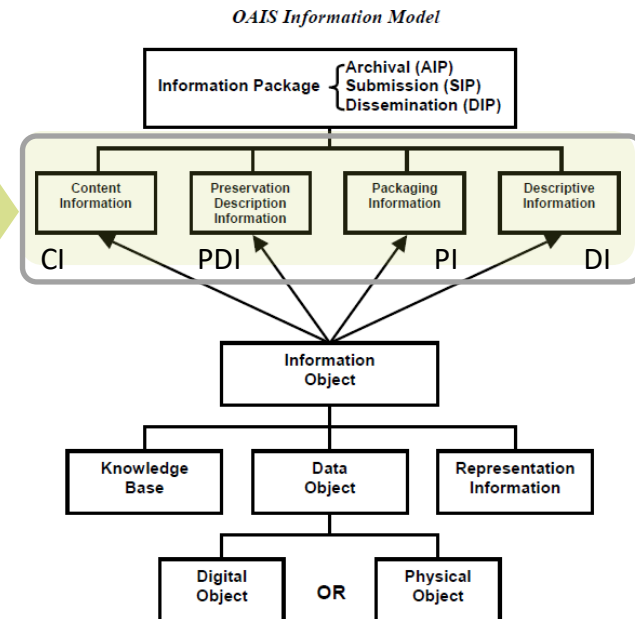 OAIS Information Model
Information Package { Archival (AIP)
Submission (SIP)
Dissemination (DIP)
Content
Information
Preservation
Description
Information
Packaging
Information
Descriptive
Information
CI PDI PI DI
Information
Object
Knowledge
Base
Data
Object
Representation
Information
Digital
Object
OR
Physical
Object